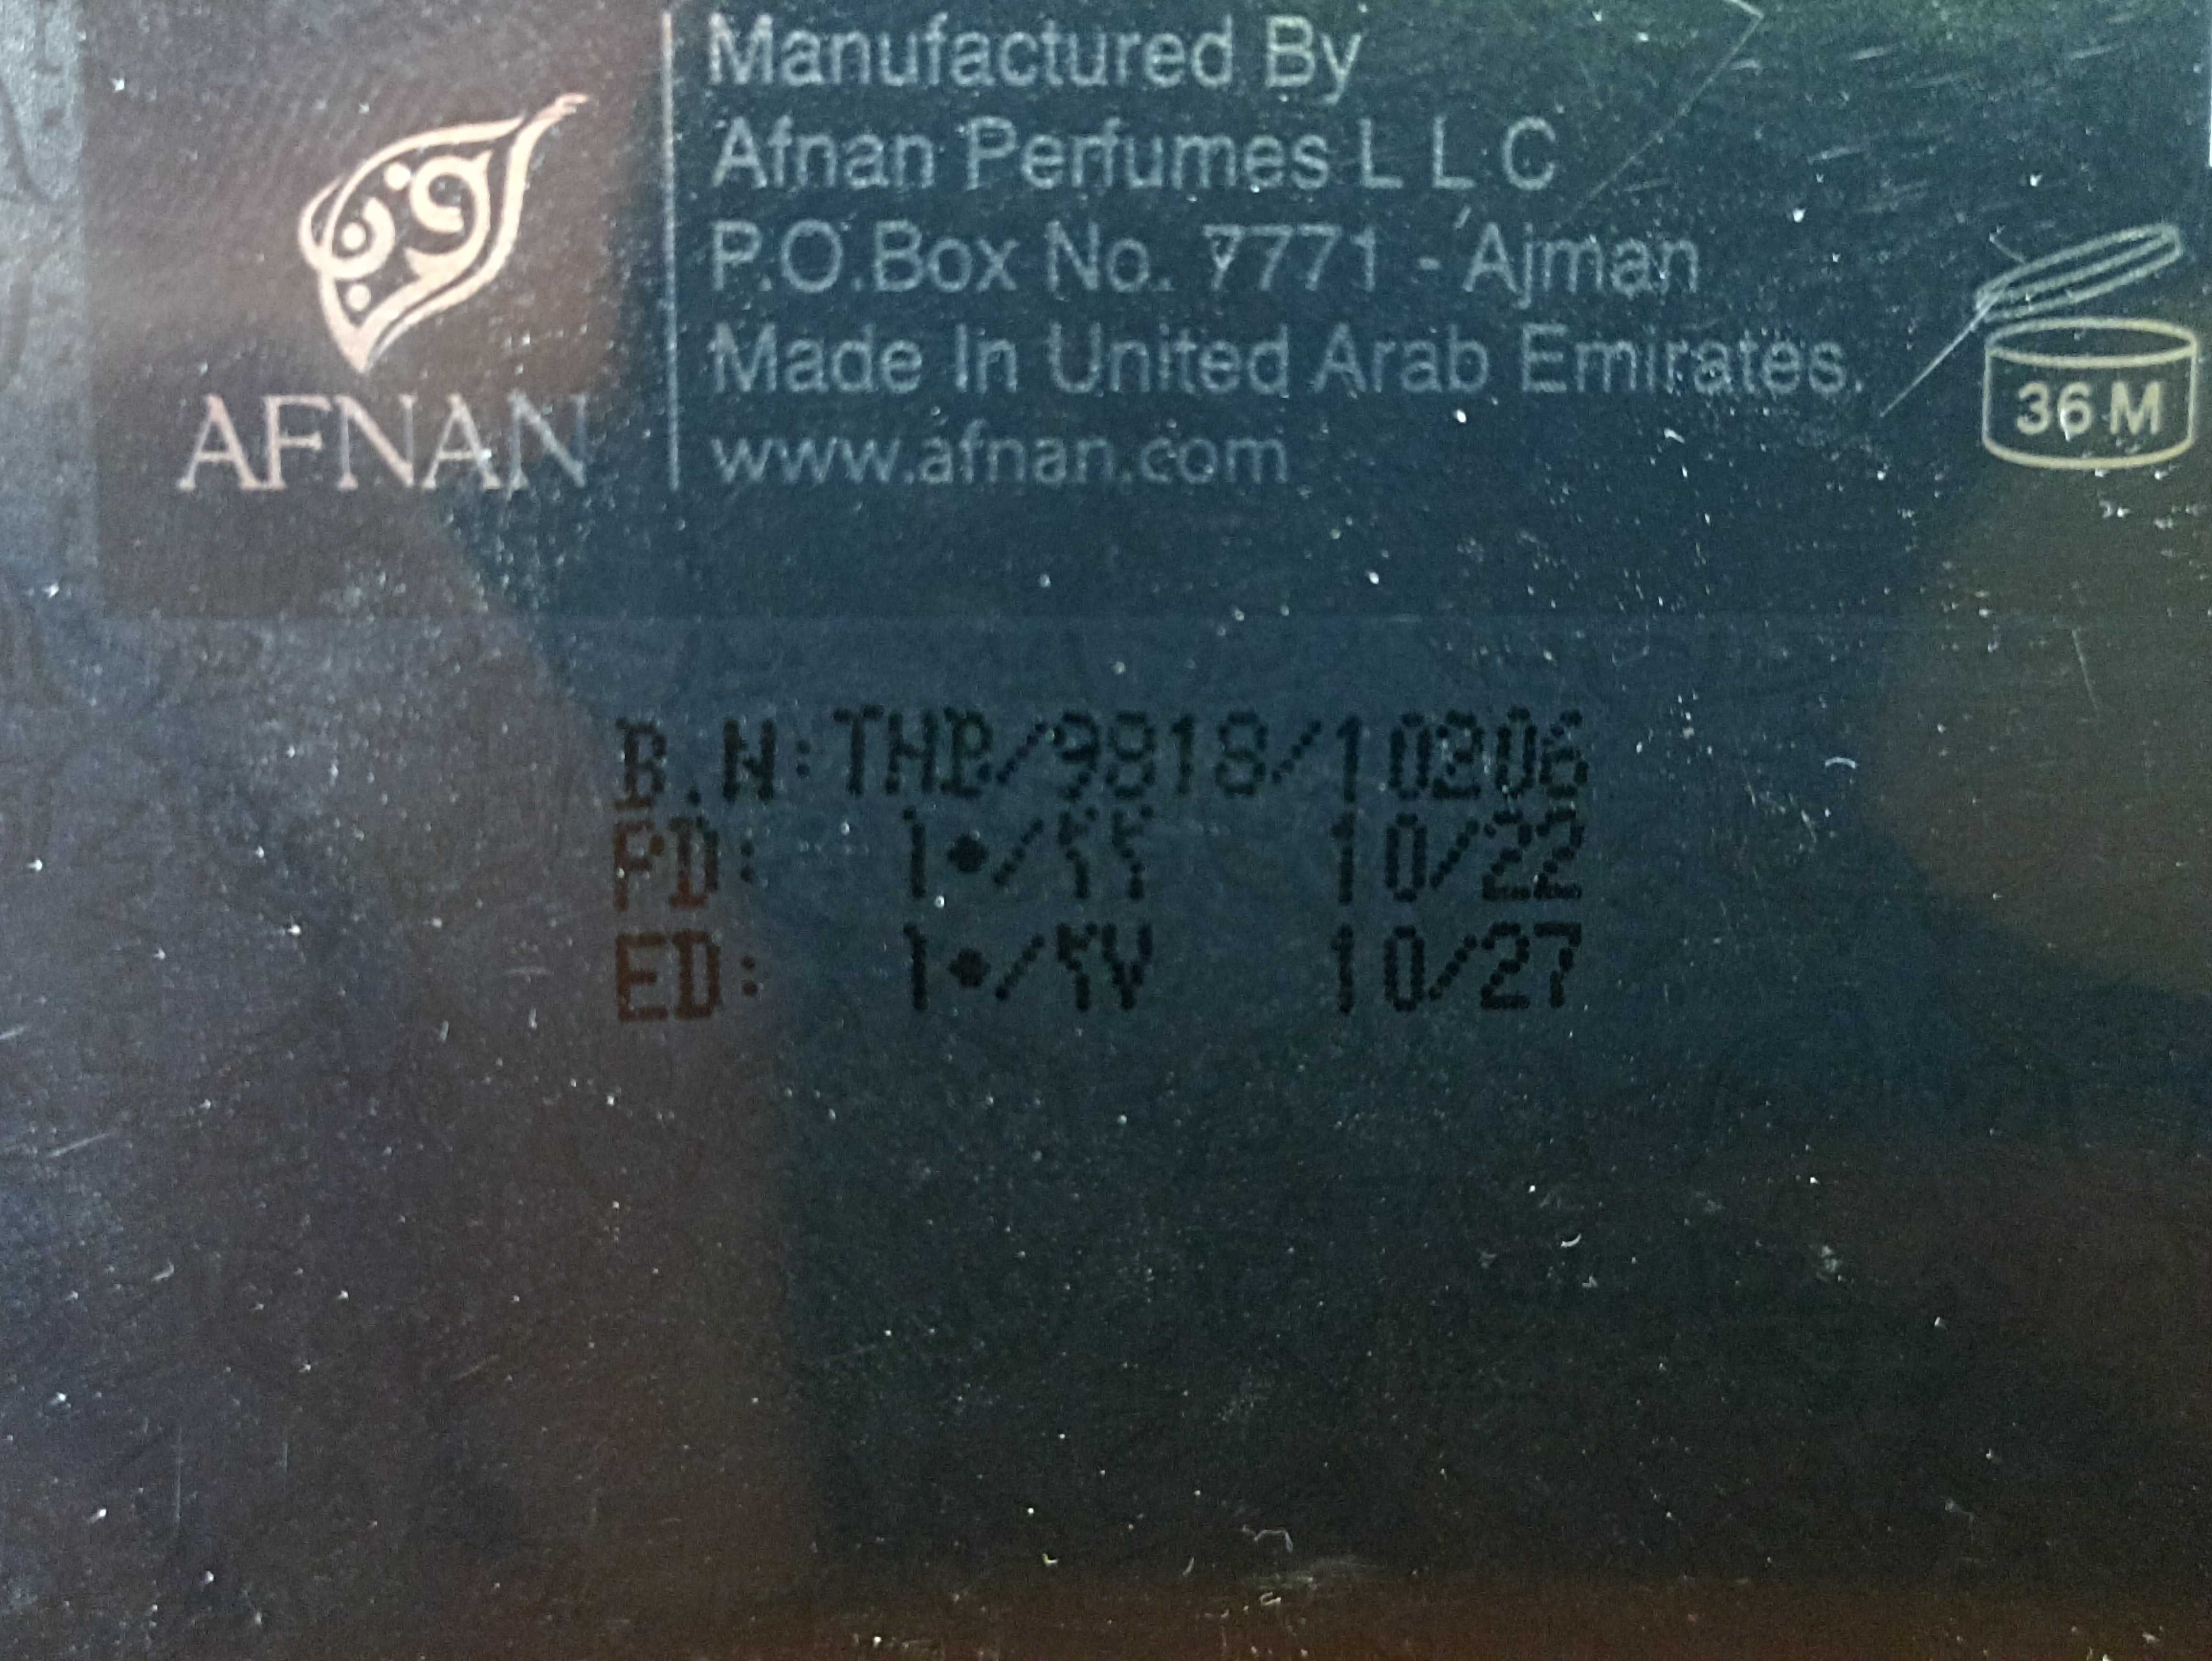 Manufactured By
Afnan Perfumes L L C
P.O.Box No. 7771 - Ajman
Made In United Arab Emirates.
www.afnan.com
أفنان
AFNAN
36 M
B.N:THB/9818/10206
PD: ١٠/٢٢ 10/22
ED: ١٠/٢٧ 10/27